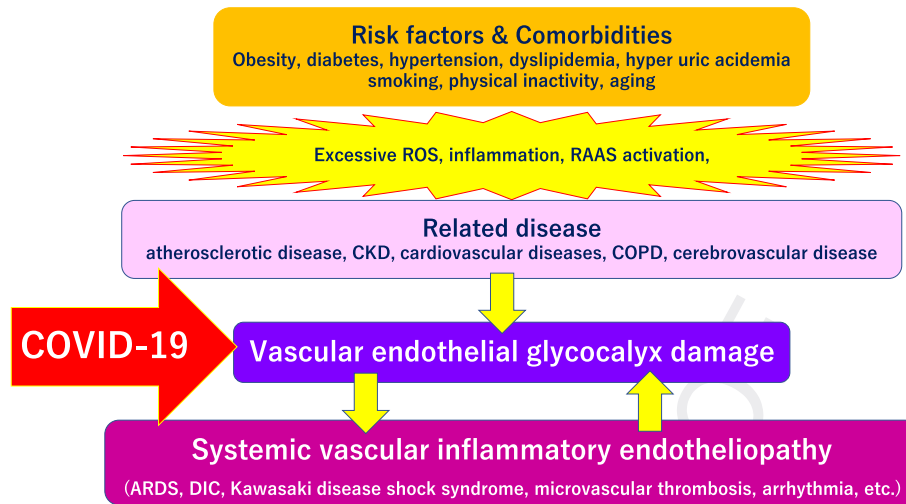 Risk factors & Comorbidities
Obesity, diabetes, hypertension, dyslipidemia, hyper uric acidemia
smoking, physical inactivity, aging
Excessive ROS, inflammation, RAAS activation,
Related disease
atherosclerotic disease, CKD, cardiovascular diseases, COPD, cerebrovascular disease
COVID-19
Vascular endothelial glycocalyx damage
Systemic vascular inflammatory endotheliopathy
(ARDS, DIC, Kawasaki disease shock syndrome, microvascular thrombosis, arrhythmia, etc.)